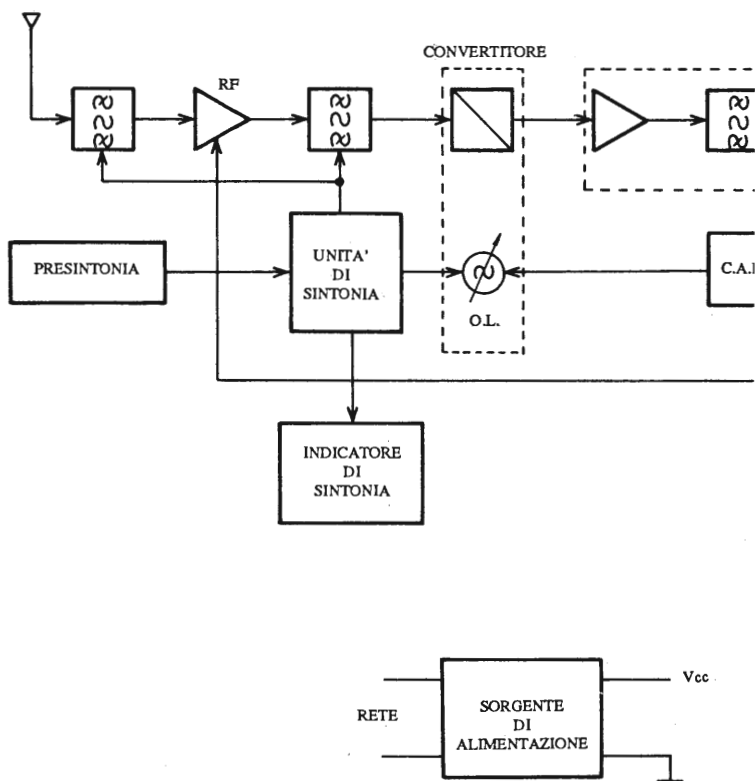 CONVERTITORE
RF
PRESINTONIA
UNITA'
DI
SINTONIA
O.L.
INDICATORE
DI
SINTONIA
RETE
SORGENTE
DI
ALIMENTAZIONE
Vcc